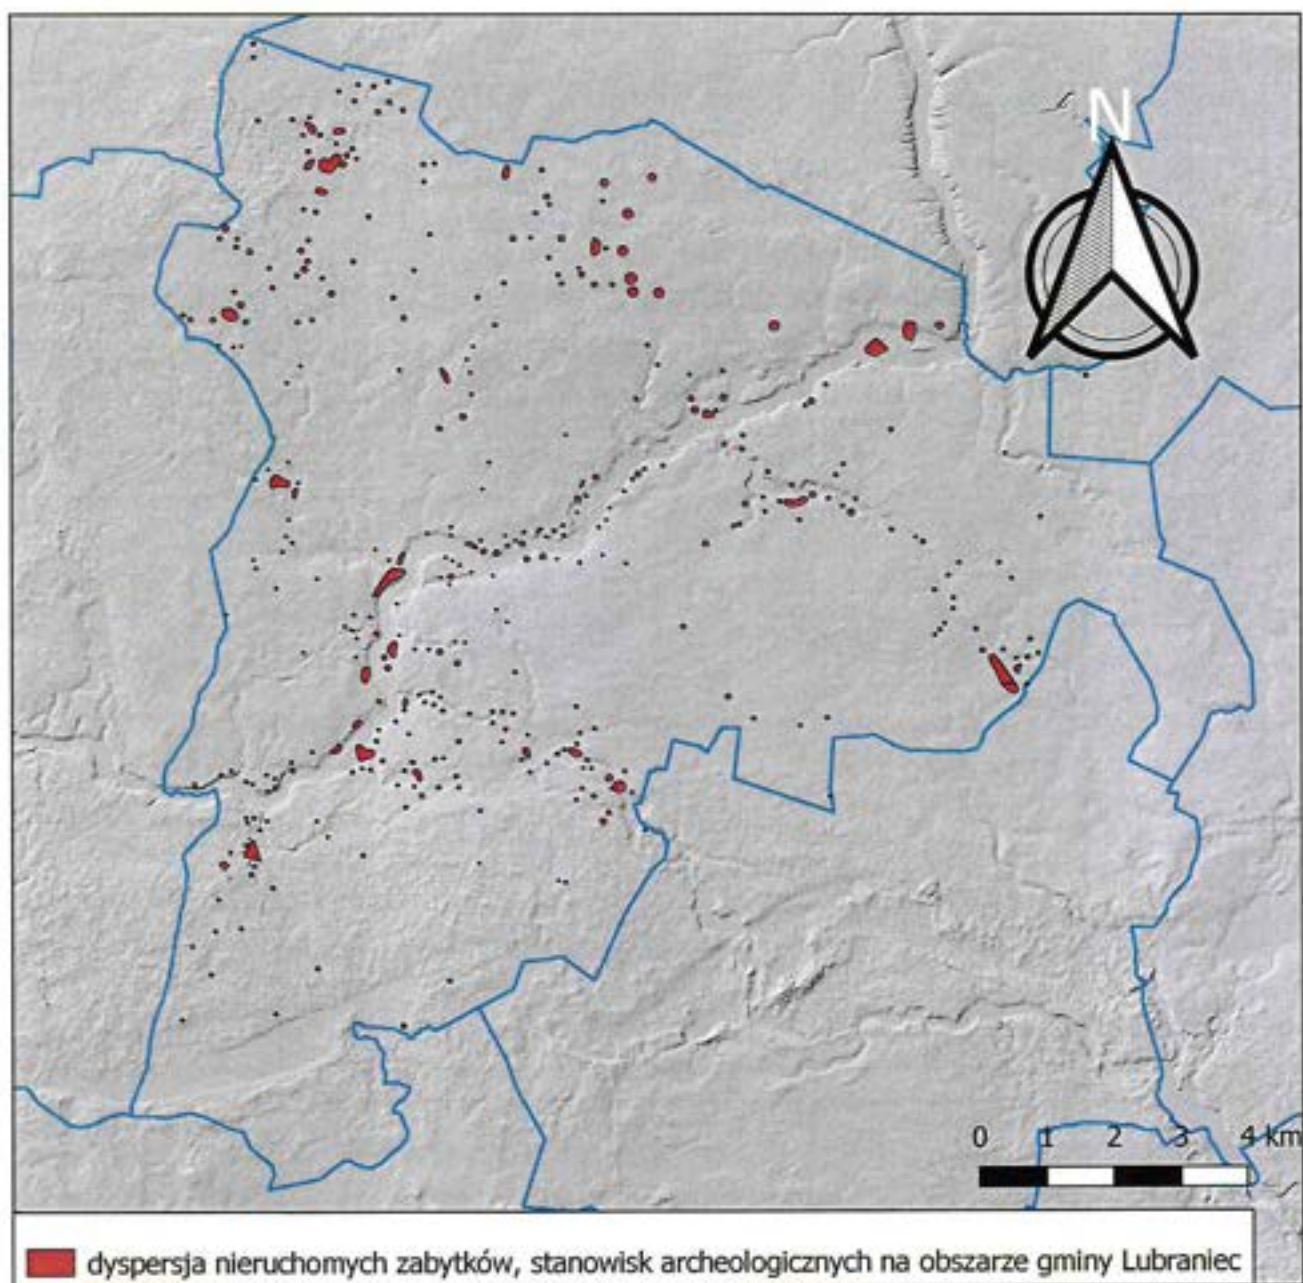 N
0 1 2 3 4 km
dyspersja nieruchomych zabytków, stanowisk archeologicznych na obszarze gminy Lubraniec